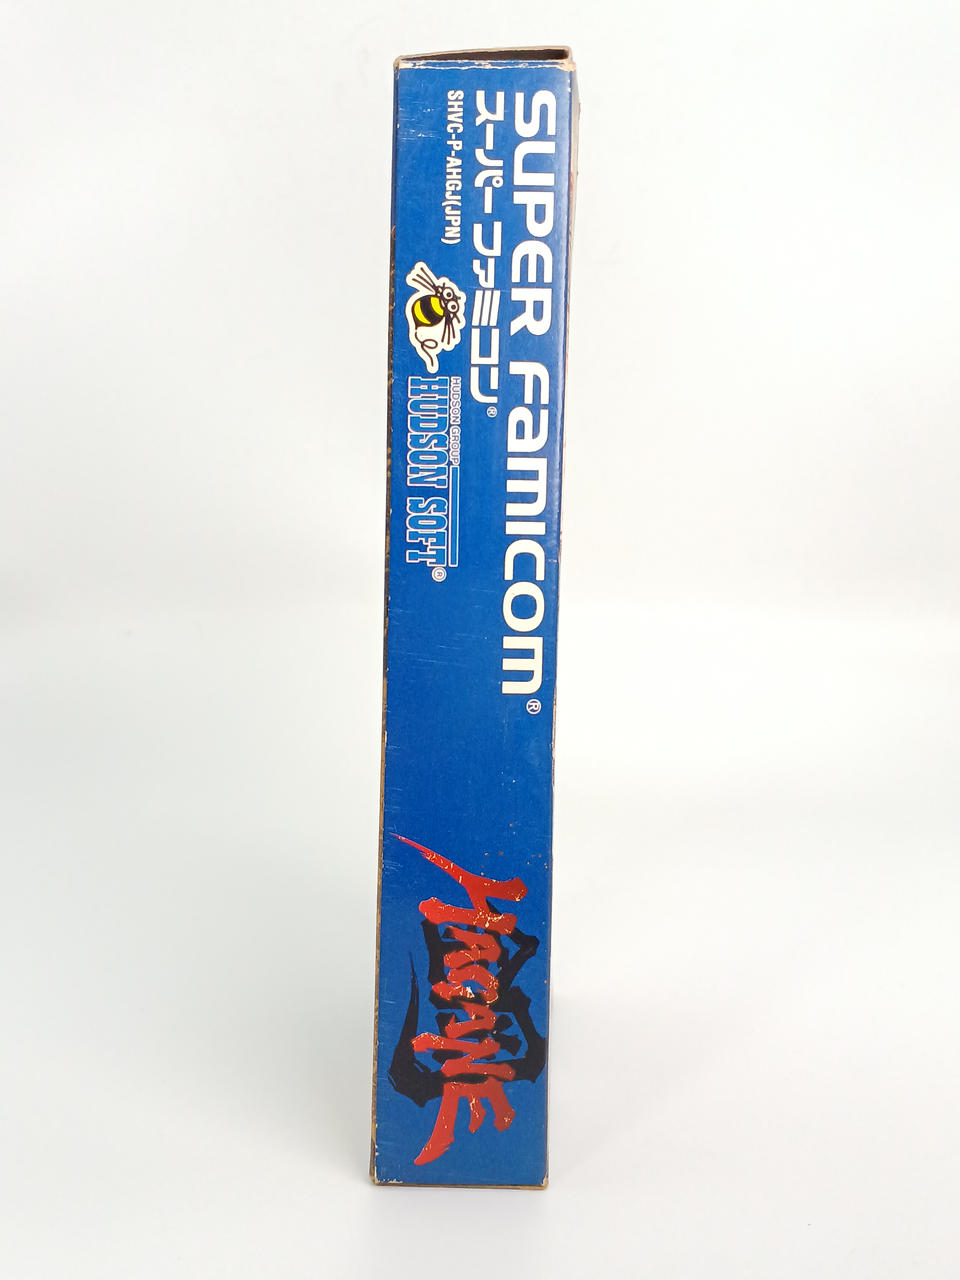 SUPER FAMICOM®
スーパーファミコン®
SHVC-P-AHGJ(JPN)
HUDSON GROUP
HUDSON SOFT®
HAGANE